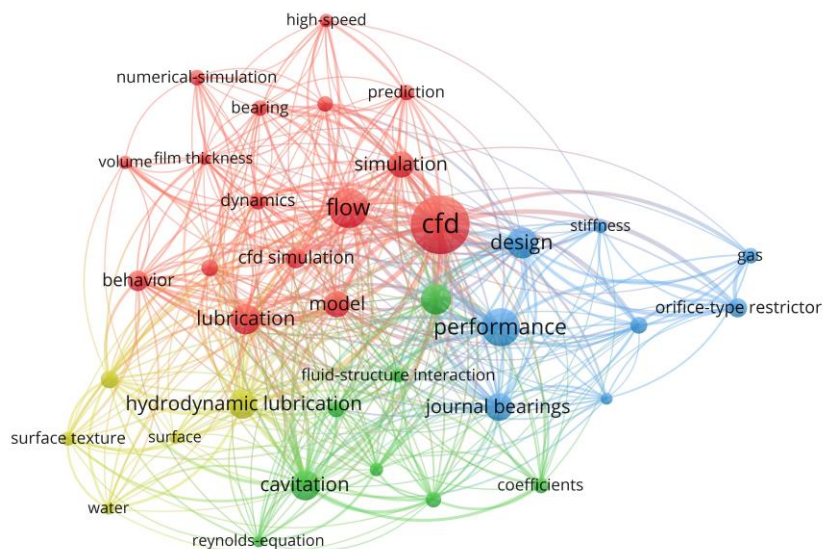 high-speed
numerical-simulation
prediction
bearing
volume
film thickness
simulation
dynamics
flow
cfd
stiffness
design
gas
cfd simulation
behavior
model
orifice-type restrictor
lubrication
performance
fluid-structure interaction
hydrodynamic lubrication
journal bearings
surface texture
surface
cavitation
coefficients
water
reynolds-equation